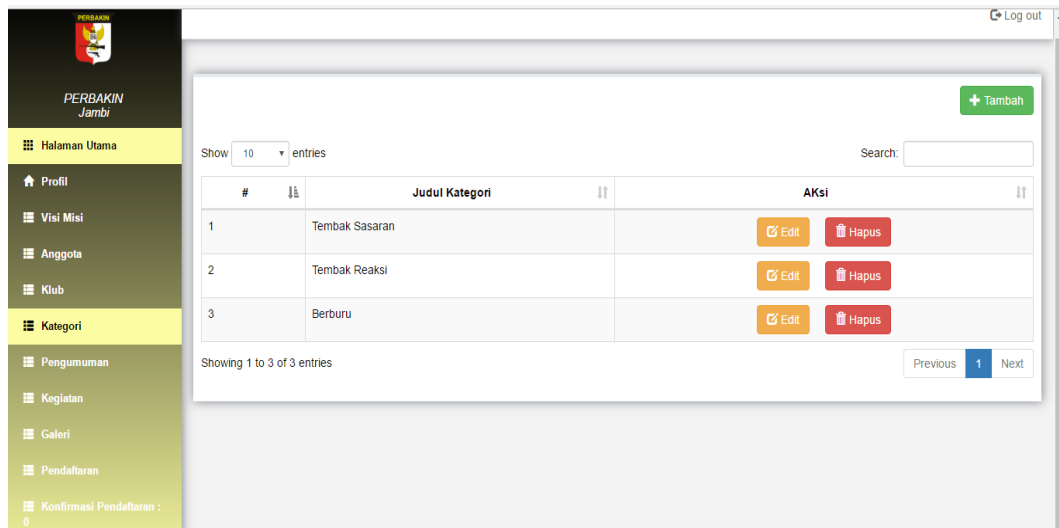 PERBAKIN
Log out
PERBAKIN
Jambi
Halaman Utama
Profil
Visi Misi
Anggota
Klub
Kategori
Pengumuman
Kegiatan
Galeri
Pendaftaran
Konfirmasi Pendaftaran :
0
Tambah
Show 10 entries
Search:
# Judul Kategori AKsi
1 Tembak Sasaran Edit Hapus
2 Tembak Reaksi Edit Hapus
3 Berburu Edit Hapus
Showing 1 to 3 of 3 entries
Previous 1 Next